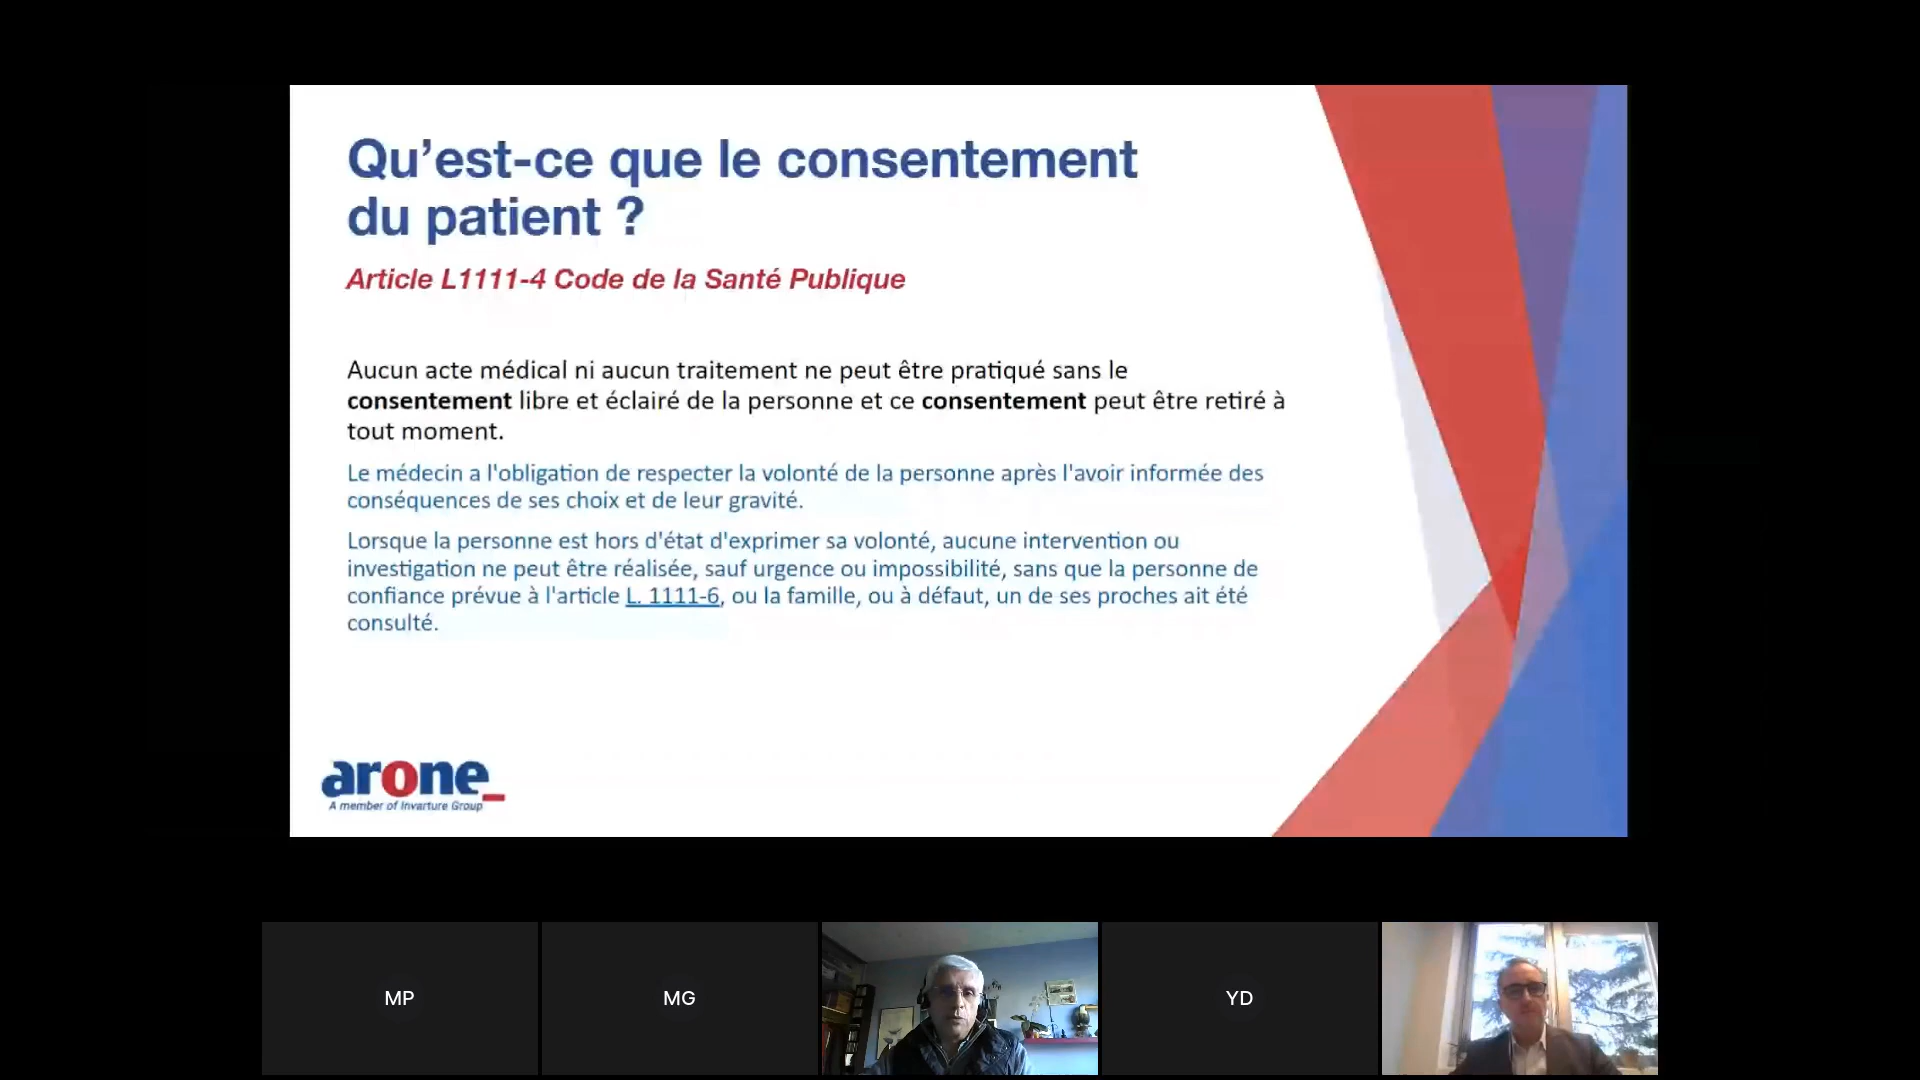 Qu’est-ce que le consentement
du patient ?
Article L1111-4 Code de la Santé Publique
Aucun acte médical ni aucun traitement ne peut être pratiqué sans le
consentement libre et éclairé de la personne et ce consentement peut être retiré à
tout moment.
Le médecin a l'obligation de respecter la volonté de la personne après l'avoir informée des
conséquences de ses choix et de leur gravité.
Lorsque la personne est hors d'état d'exprimer sa volonté, aucune intervention ou
investigation ne peut être réalisée, sauf urgence ou impossibilité, sans que la personne de
confiance prévue à l'article L. 1111-6, ou la famille, ou à défaut, un de ses proches ait été
consulté.
arone_
A member of Invarture Group
MP
MG
YD